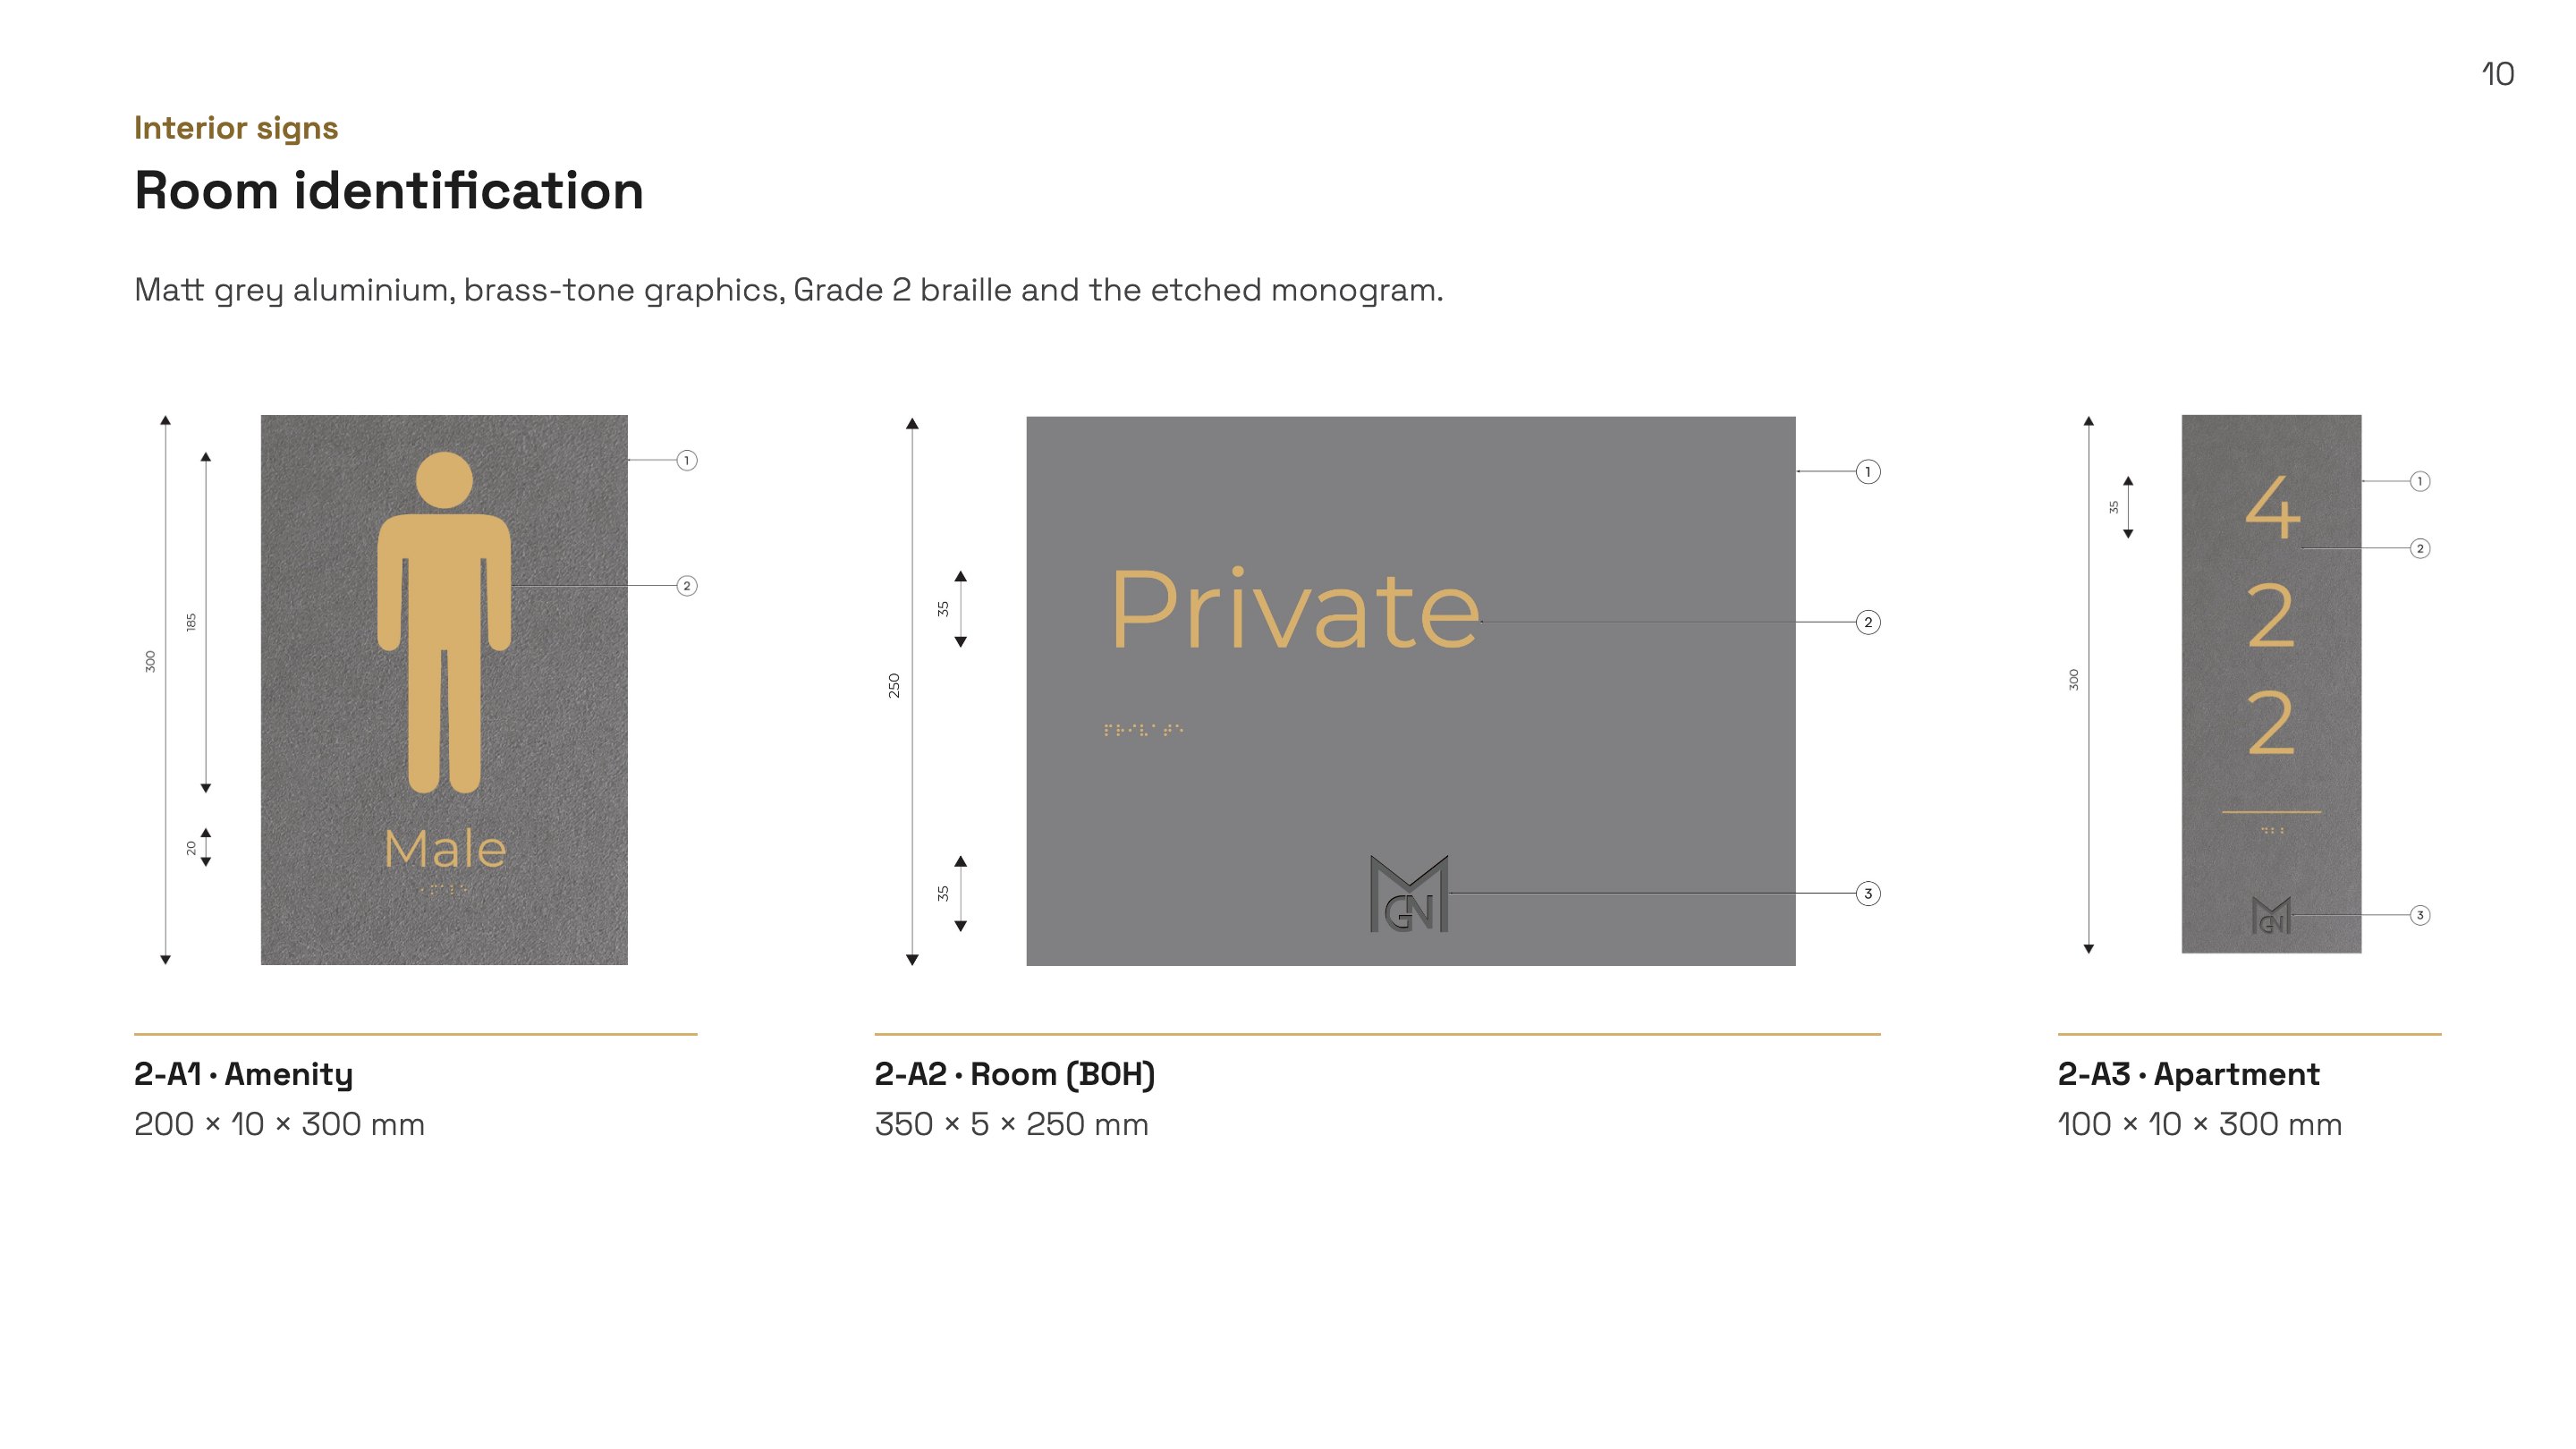 10
Interior signs
Room identification
Matt grey aluminium, brass-tone graphics, Grade 2 braille and the etched monogram.
300
185
20
Male
1
2
250
35
35
Private
1
2
3
MGN
300
35
4
2
2
1
2
3
MGN
2-A1 · Amenity
200 × 10 × 300 mm
2-A2 · Room (BOH)
350 × 5 × 250 mm
2-A3 · Apartment
100 × 10 × 300 mm